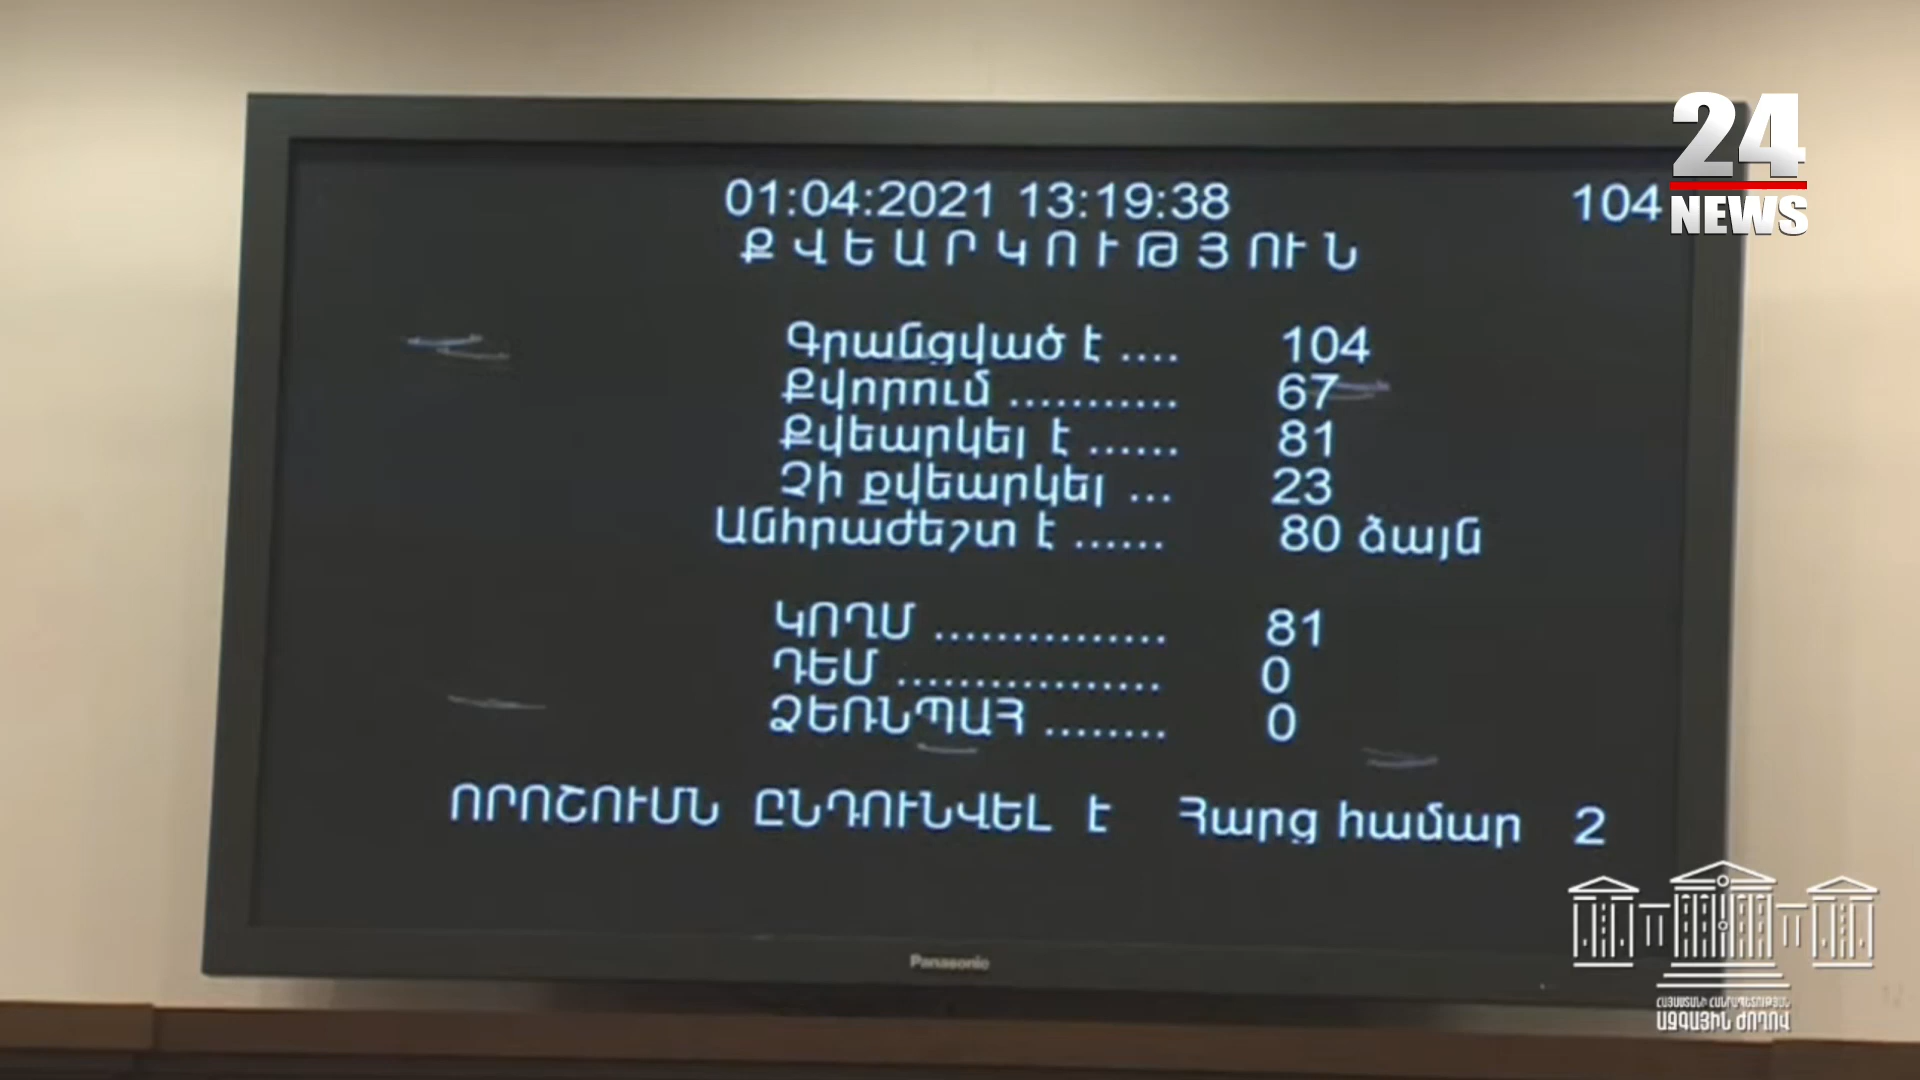 24
NEWS
01:04:2021 13:19:38 104
ՔՎԵԱՐԿՈՒԹՅՈՒՆ
Գրանցված է .... 104
Քվորում ........... 67
Քվեարկել է ...... 81
Չի քվեարկել ... 23
Անհրաժեշտ է ...... 80 ձայն
ԿՈՂՄ ............... 81
ԴԵՄ ................. 0
ՁԵՌՆՊԱՀ ........ 0
ՈՐՈՇՈՒՄՆ ԸՆԴՈՒՆՎԵԼ է Հարց համար 2
Panasonic
ՀԱՅԱՍՏԱՆԻ ՀԱՆՐԱՊԵՏՈՒԹՅԱՆ
ԱԶԳԱՅԻՆ ԺՈՂՈՎ